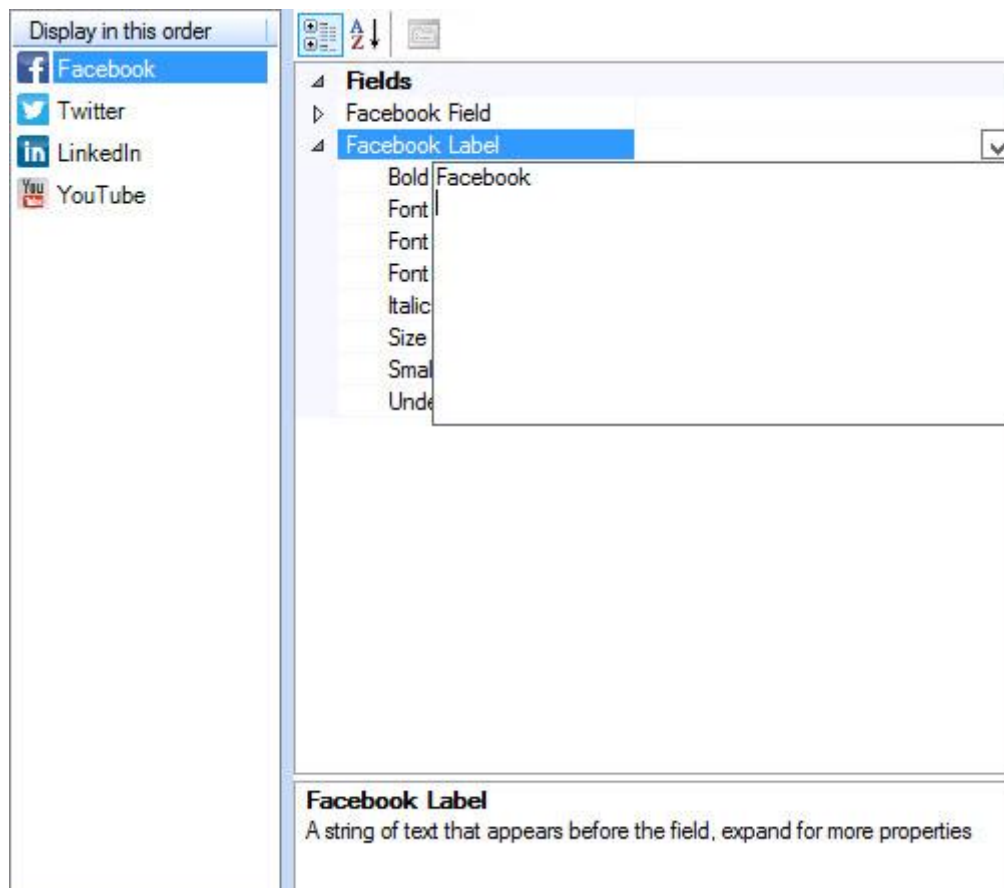 Display in this order
Facebook
Twitter
LinkedIn
YouTube
Fields
Facebook Field
Facebook Label
Bold Facebook
Font
Font
Font
Italic
Size
Smal
Unde
Facebook Label
A string of text that appears before the field, expand for more properties